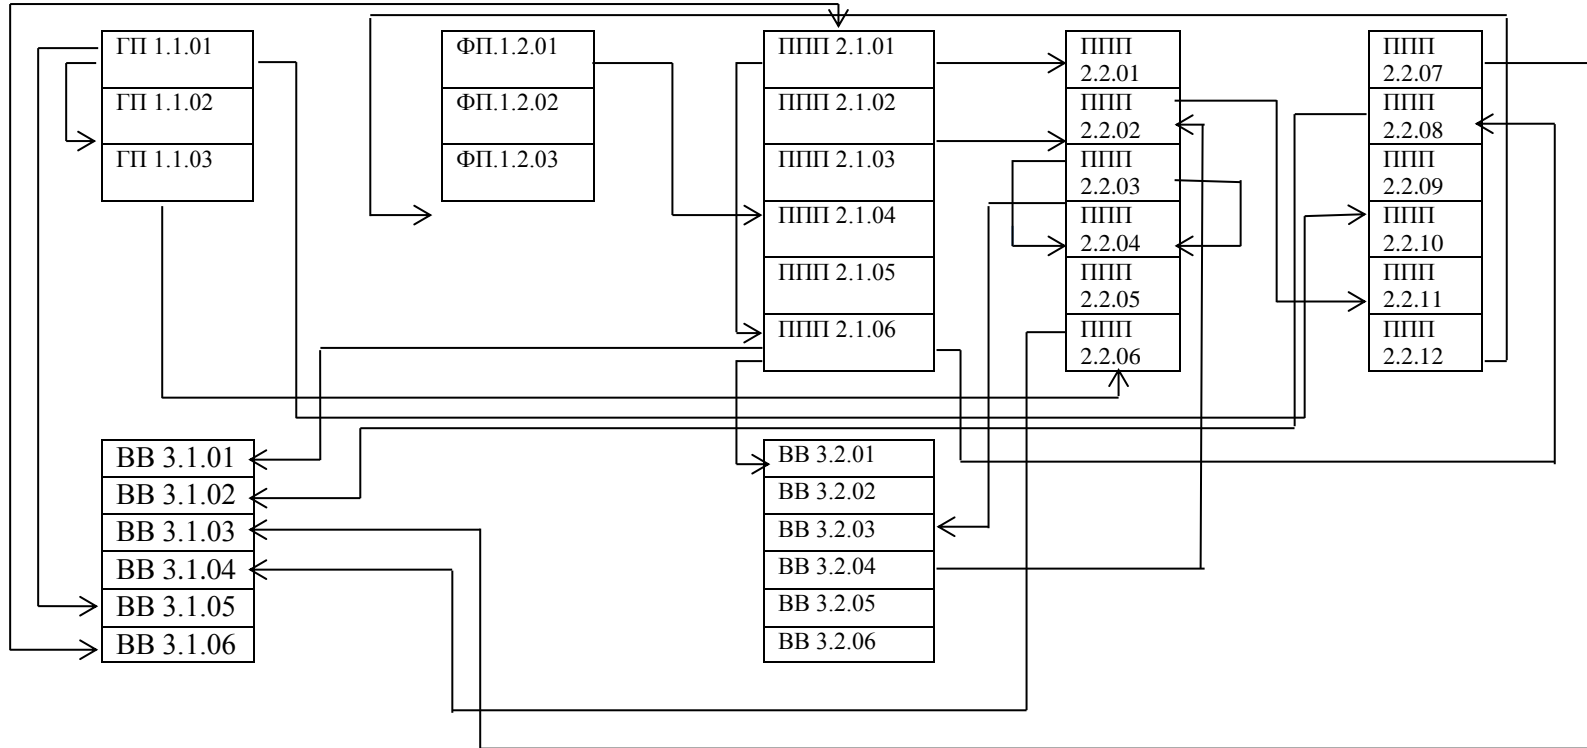 ГП 1.1.01
ГП 1.1.02
ГП 1.1.03
ФП.1.2.01
ФП.1.2.02
ФП.1.2.03
ППП 2.1.01
ППП 2.1.02
ППП 2.1.03
ППП 2.1.04
ППП 2.1.05
ППП 2.1.06
ППП
2.2.01
ППП
2.2.02
ППП
2.2.03
ППП
2.2.04
ППП
2.2.05
ППП
2.2.06
ППП
2.2.07
ППП
2.2.08
ППП
2.2.09
ППП
2.2.10
ППП
2.2.11
ППП
2.2.12
ВВ 3.1.01
ВВ 3.1.02
ВВ 3.1.03
ВВ 3.1.04
ВВ 3.1.05
ВВ 3.1.06
ВВ 3.2.01
ВВ 3.2.02
ВВ 3.2.03
ВВ 3.2.04
ВВ 3.2.05
ВВ 3.2.06